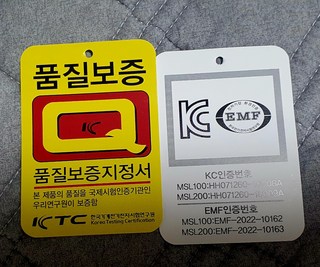 품질보증
Q
KC
품질보증지정서
본 제품의 품질을 국제시험인증기관인
우리연구원이 보증함
KTC 한국기계전기전자시험연구원
Korea Testing Certification
KC
EMF
KC인증번호
MSL100:HH071260-
MSL200:HH071260-
EMF인증번호
MSL100:EMF-2022-10162
MSL200:EMF-2022-10163